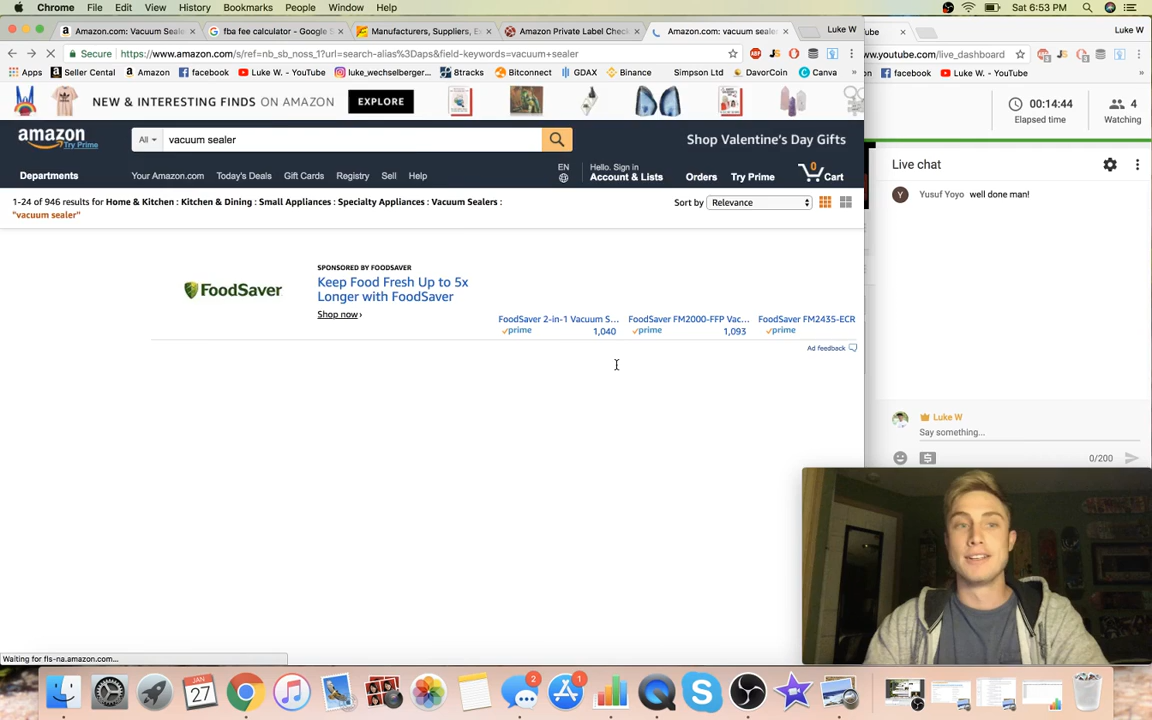 Chrome File Edit View History Bookmarks People Window Help
Sat 6:53 PM
Amazon.com: Vacuum Seale
fba fee calculator - Google S
Manufacturers, Suppliers, Ex
Amazon Private Label Check
Amazon.com: vacuum seale
Luke W
Luke W
Secure https://www.amazon.com/s/ref=nb_sb_noss_1?url=search-alias%3Daps&field-keywords=vacuum+sealer
.youtube.com/live_dashboard
Apps Seller Cental Amazon facebook Luke W. - YouTube luke_wechselberger... 8tracks Bitconnect GDAX Binance Simpson Ltd DavorCoin Canva
facebook Luke W. - YouTube
NEW & INTERESTING FINDS ON AMAZON EXPLORE
00:14:44
Elapsed time
4
Watching
amazon
Try Prime
All vacuum sealer
Shop Valentine's Day Gifts
Departments Your Amazon.com Today's Deals Gift Cards Registry Sell Help
EN
Hello. Sign in
Account & Lists
Orders Try Prime
0
Cart
Live chat
Yusuf Yoyo well done man!
1-24 of 946 results for Home & Kitchen : Kitchen & Dining : Small Appliances : Specialty Appliances : Vacuum Sealers :
"vacuum sealer"
Sort by Relevance
FoodSaver
SPONSORED BY FOODSAVER
Keep Food Fresh Up to 5x
Longer with FoodSaver
Shop now ›
FoodSaver 2-in-1 Vacuum S...
prime 1,040
FoodSaver FM2000-FFP Vac...
prime 1,093
FoodSaver FM2435-ECR
prime
Ad feedback
Luke W
Say something...
0/200
Waiting for fls-na.amazon.com...
JAN
27
2
1